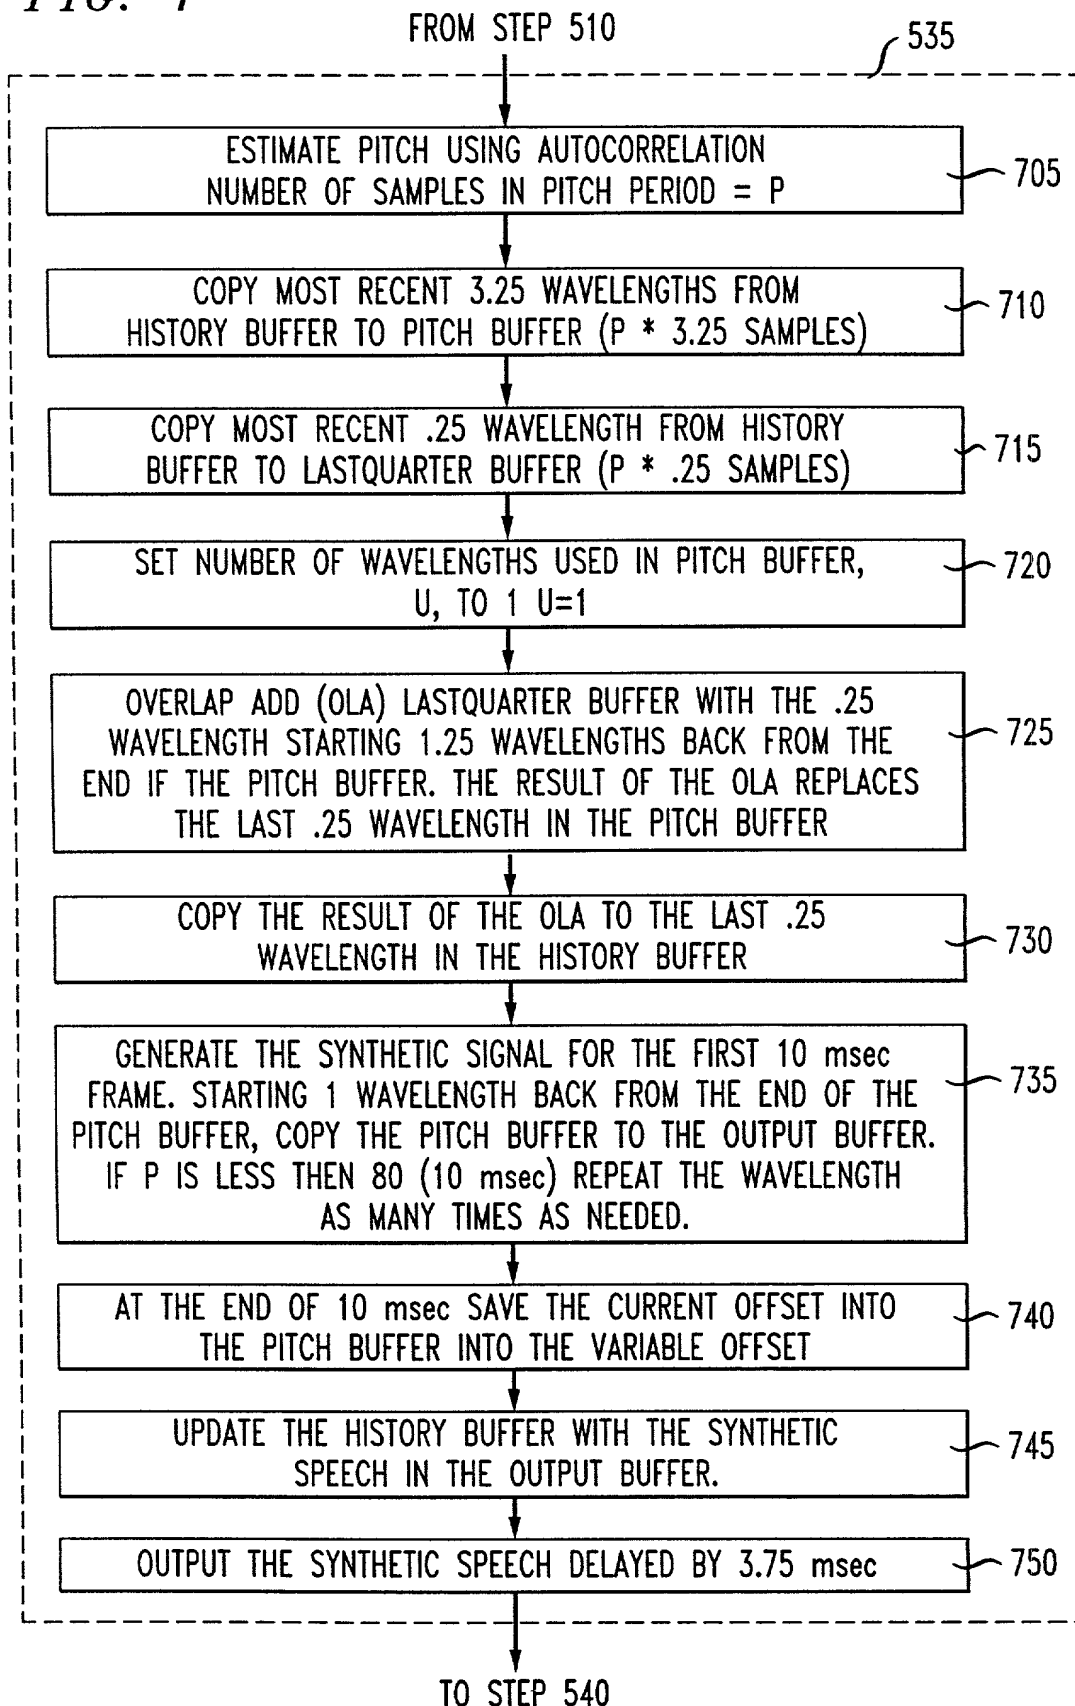 FROM STEP 510
535
ESTIMATE PITCH USING AUTOCORRELATION
NUMBER OF SAMPLES IN PITCH PERIOD = P
705
COPY MOST RECENT 3.25 WAVELENGTHS FROM
HISTORY BUFFER TO PITCH BUFFER (P * 3.25 SAMPLES)
710
COPY MOST RECENT .25 WAVELENGTH FROM HISTORY
BUFFER TO LASTQUARTER BUFFER (P * .25 SAMPLES)
715
SET NUMBER OF WAVELENGTHS USED IN PITCH BUFFER,
U, TO 1 U=1
720
OVERLAP ADD (OLA) LASTQUARTER BUFFER WITH THE .25
WAVELENGTH STARTING 1.25 WAVELENGTHS BACK FROM THE
END IF THE PITCH BUFFER. THE RESULT OF THE OLA REPLACES
THE LAST .25 WAVELENGTH IN THE PITCH BUFFER
725
COPY THE RESULT OF THE OLA TO THE LAST .25
WAVELENGTH IN THE HISTORY BUFFER
730
GENERATE THE SYNTHETIC SIGNAL FOR THE FIRST 10 msec
FRAME. STARTING 1 WAVELENGTH BACK FROM THE END OF THE
PITCH BUFFER, COPY THE PITCH BUFFER TO THE OUTPUT BUFFER.
IF P IS LESS THEN 80 (10 msec) REPEAT THE WAVELENGTH
AS MANY TIMES AS NEEDED.
735
AT THE END OF 10 msec SAVE THE CURRENT OFFSET INTO
THE PITCH BUFFER INTO THE VARIABLE OFFSET
740
UPDATE THE HISTORY BUFFER WITH THE SYNTHETIC
SPEECH IN THE OUTPUT BUFFER.
745
OUTPUT THE SYNTHETIC SPEECH DELAYED BY 3.75 msec
750
TO STEP 540